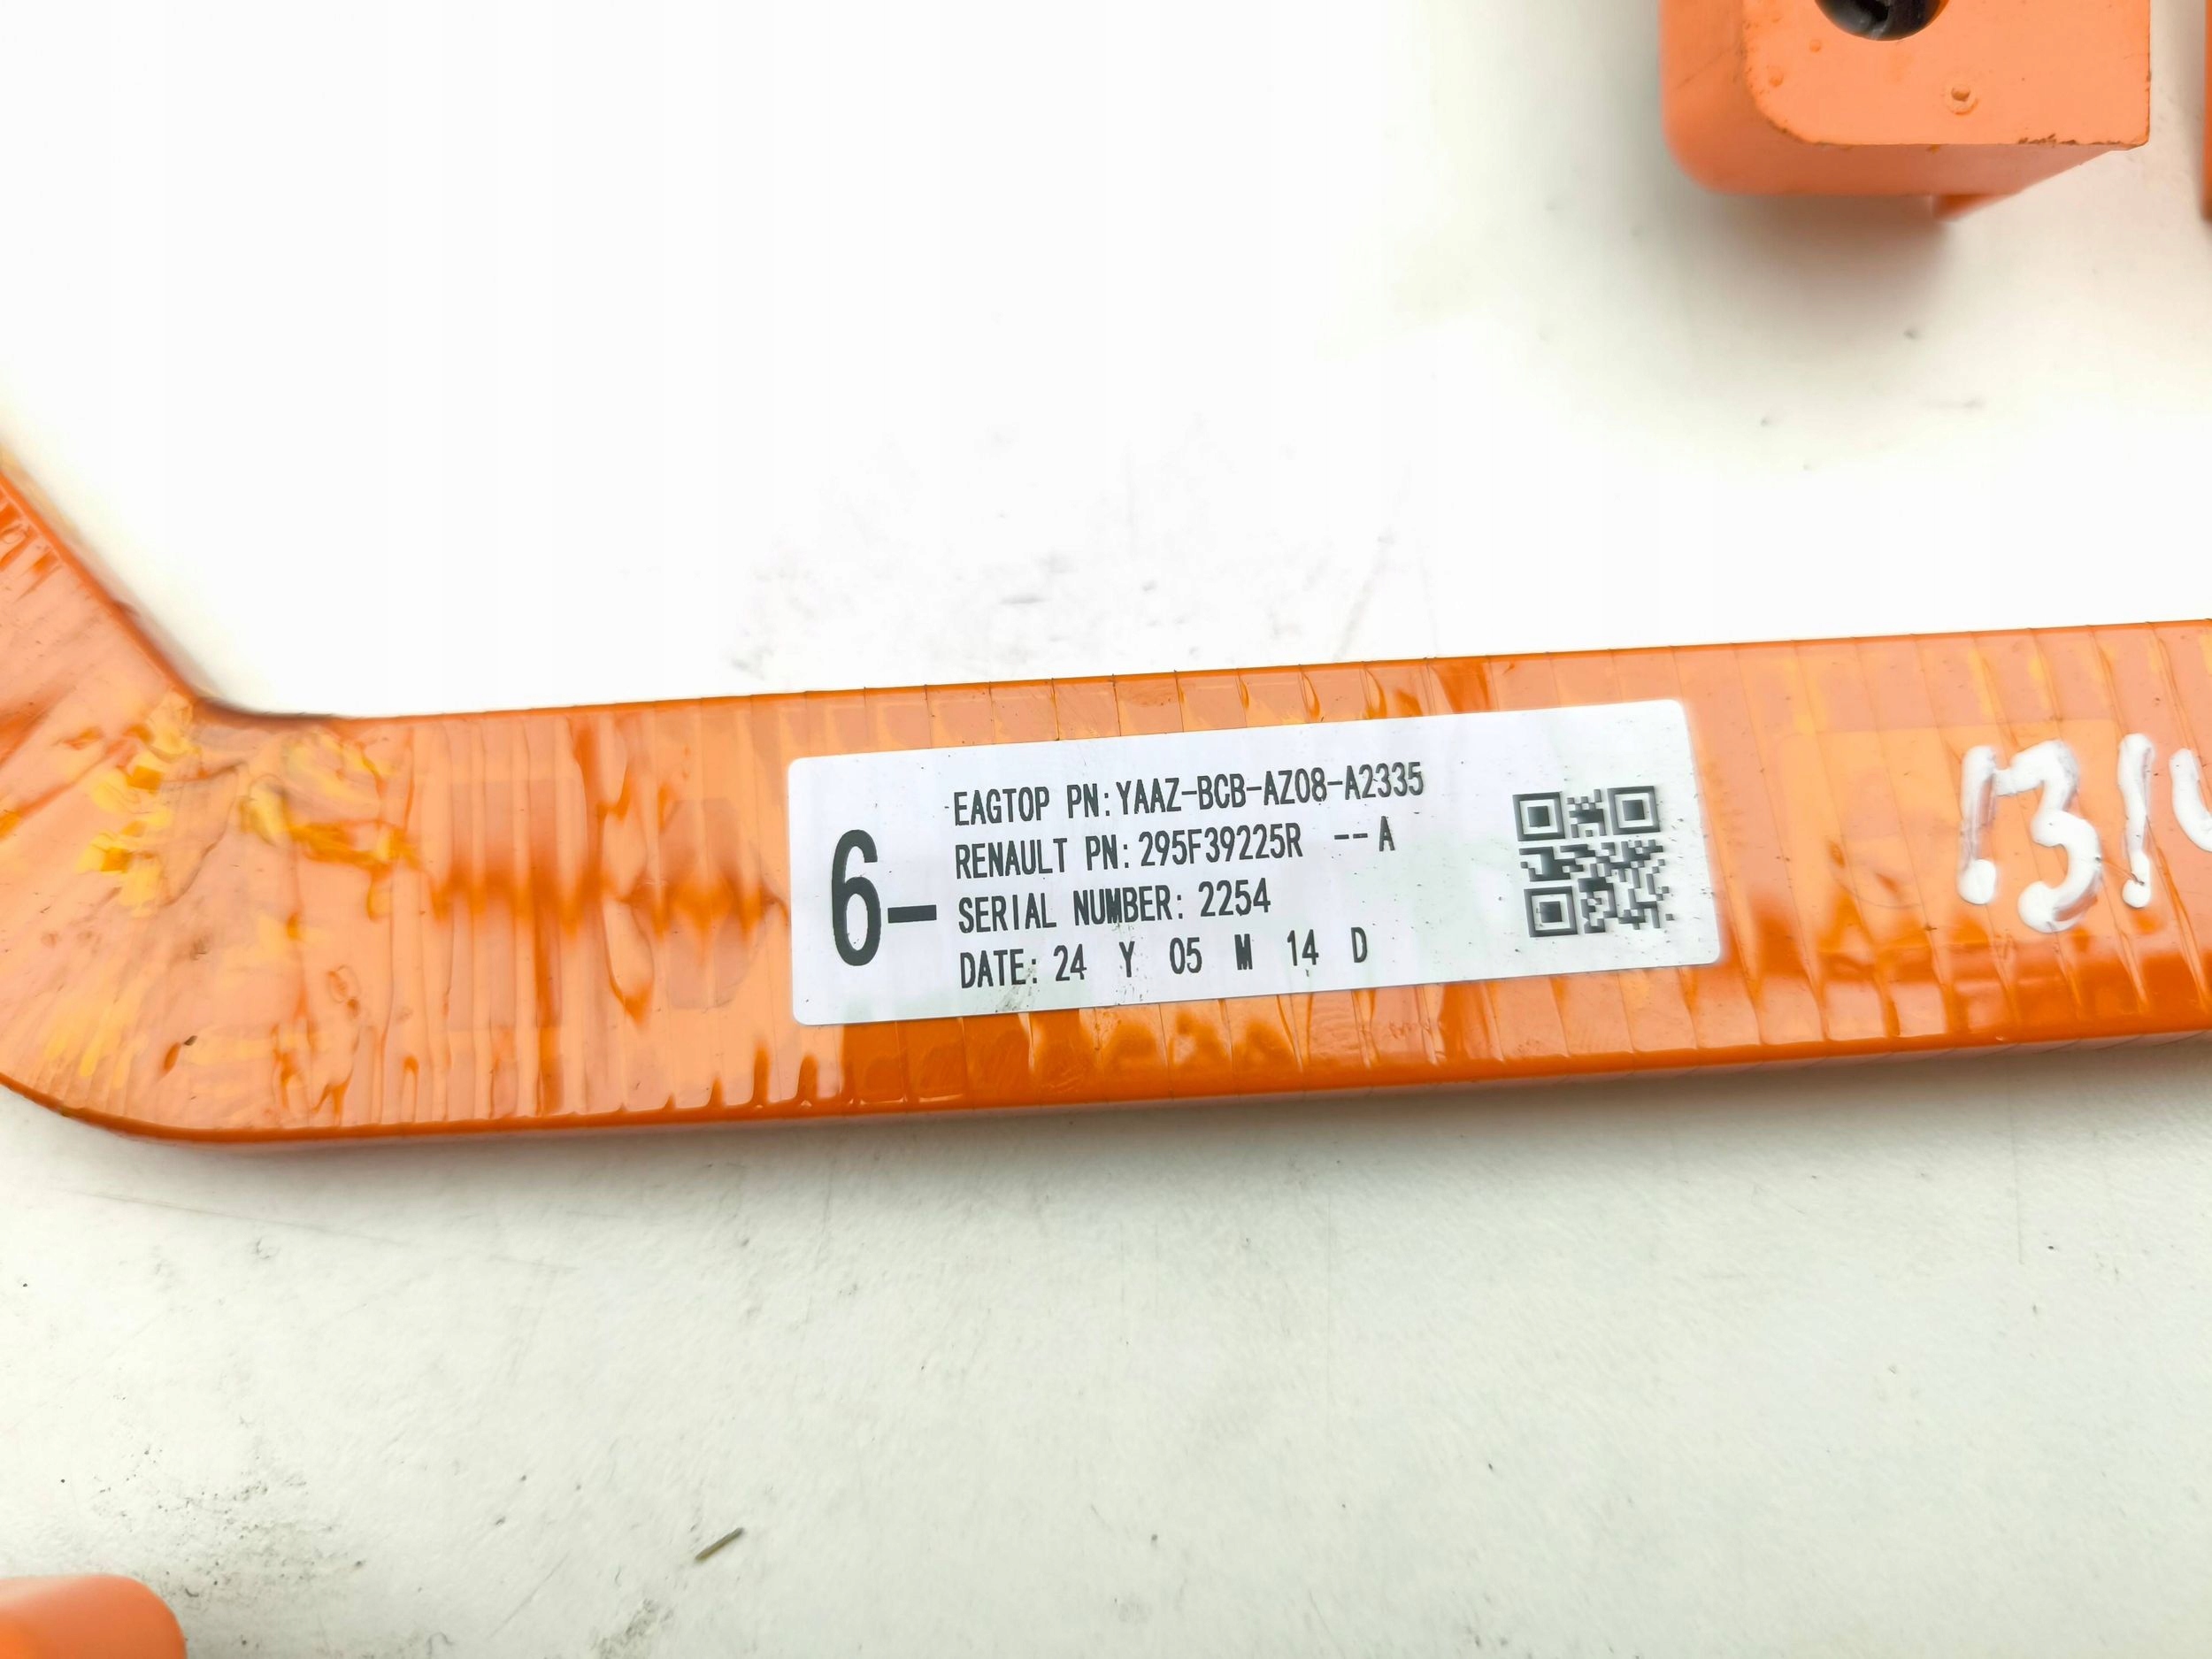 6-
EAGTOP PN:YAAZ-BCB-AZ08-A2335
RENAULT PN:295F39225R --A
SERIAL NUMBER: 2254
DATE: 24 Y 05 M 14 D